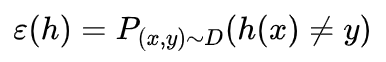 ε(h) = P_{(x,y)∼D}(h(x) ≠ y)